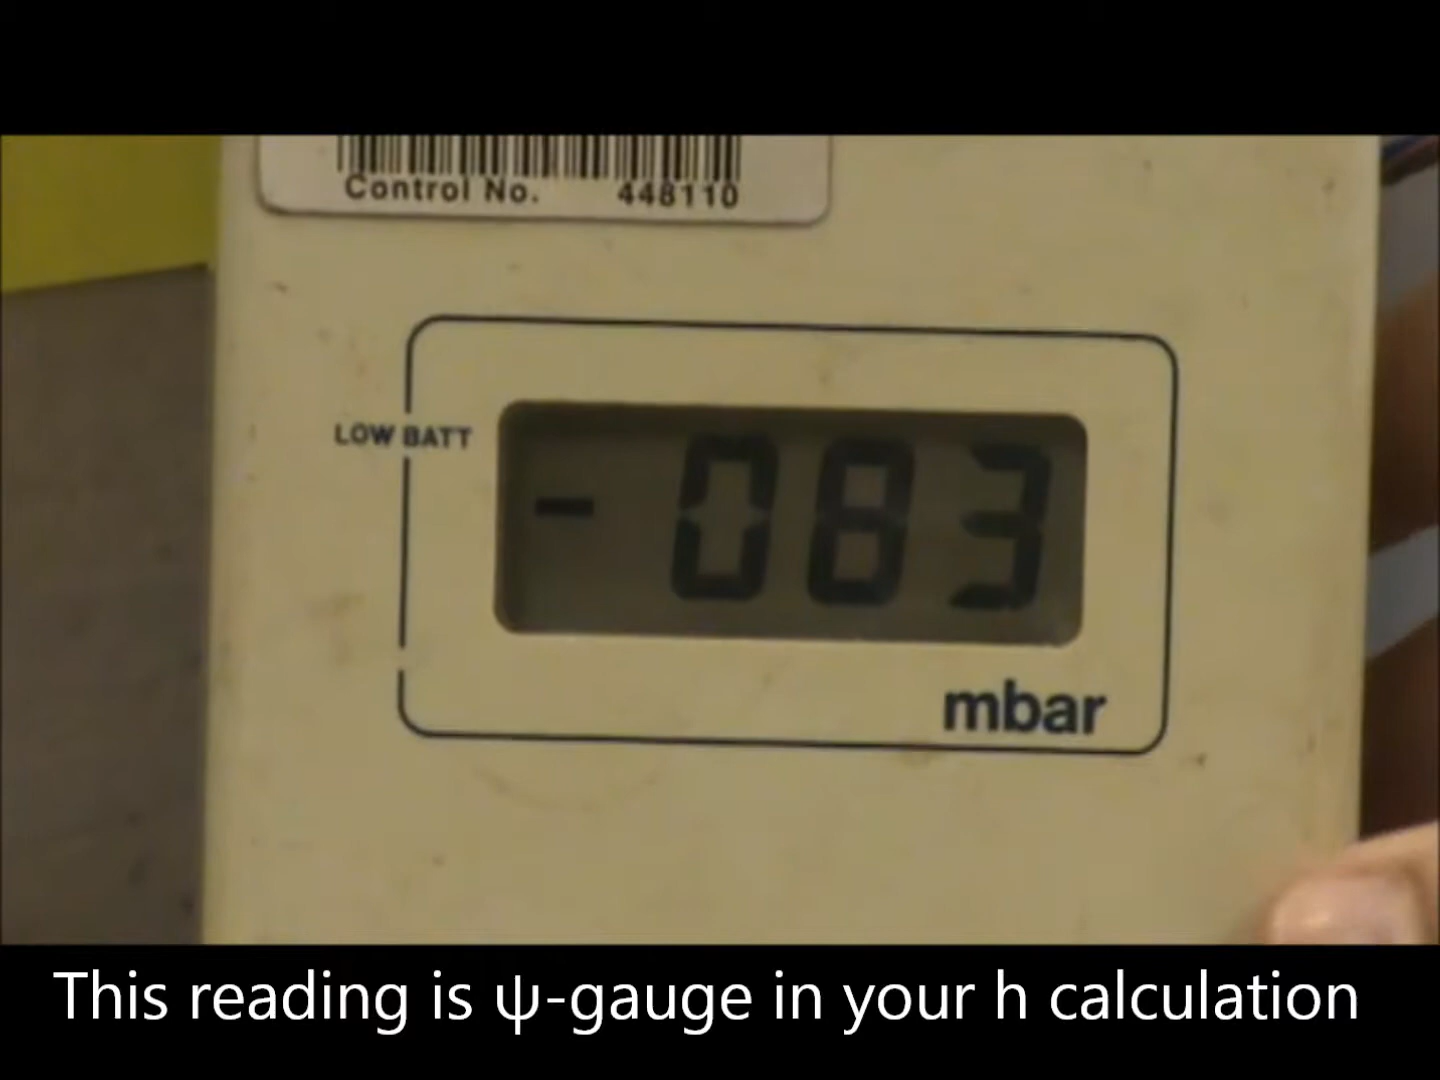 Control No. 448110
LOW BATT
- 083
mbar
This reading is ψ-gauge in your h calculation